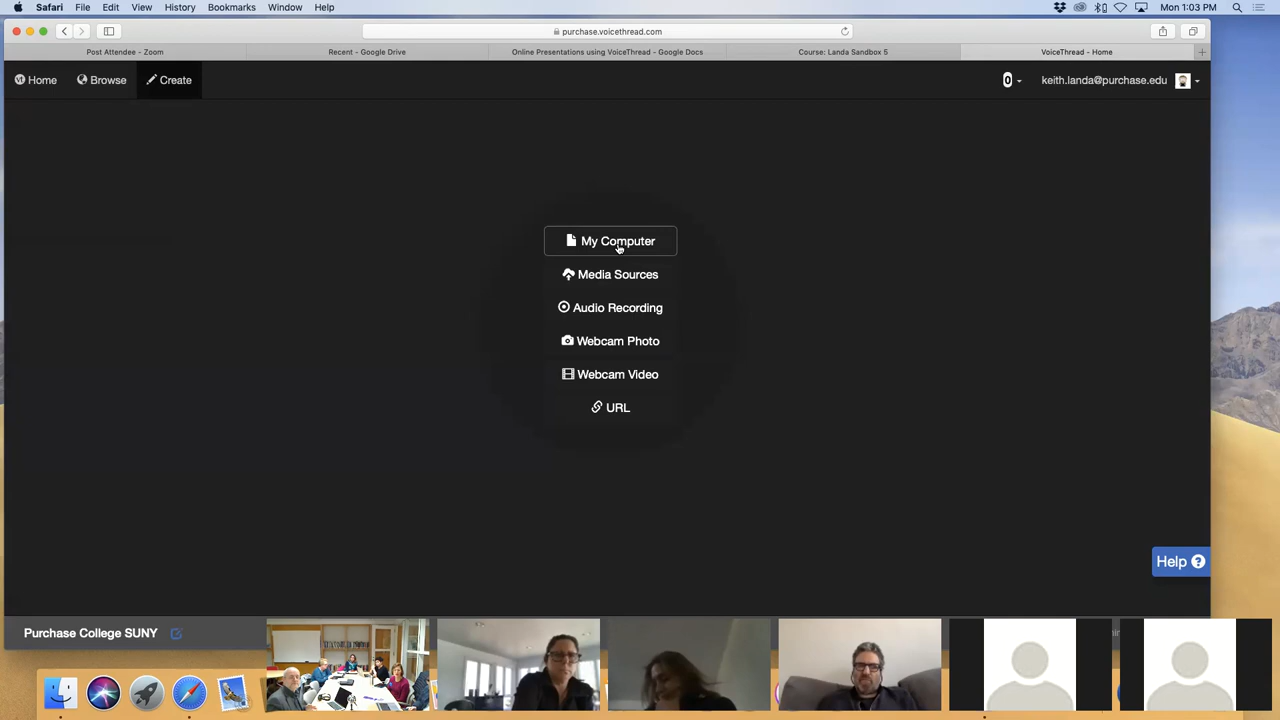 Safari File Edit View History Bookmarks Window Help Mon 1:03 PM
purchase.voicethread.com
Post Attendee - Zoom Recent - Google Drive Online Presentations using VoiceThread - Google Docs Course: Landa Sandbox 5 VoiceThread - Home
Home Browse Create 0 keith.landa@purchase.edu
My Computer
Media Sources
Audio Recording
Webcam Photo
Webcam Video
URL
Help
Purchase College SUNY